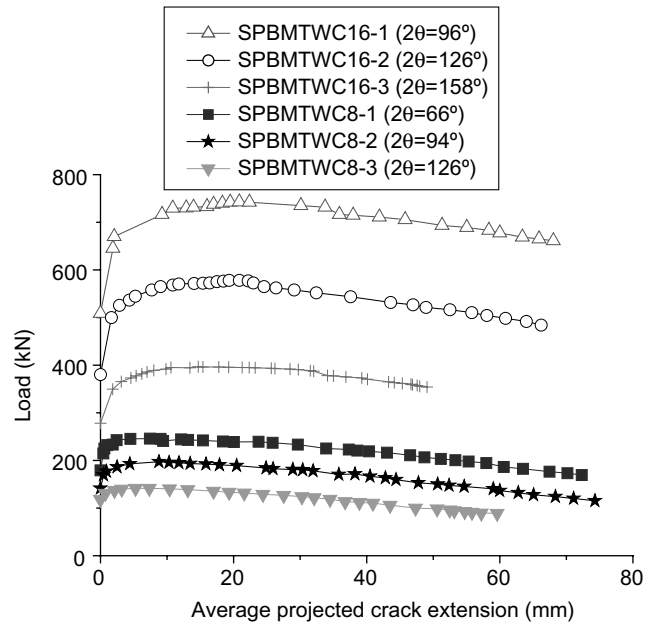 SPBMTWC16-1 (2θ=96º)
SPBMTWC16-2 (2θ=126º)
SPBMTWC16-3 (2θ=158º)
SPBMTWC8-1 (2θ=66º)
SPBMTWC8-2 (2θ=94º)
SPBMTWC8-3 (2θ=126º)
800
600
400
200
0
Load (kN)
0 20 40 60 80
Average projected crack extension (mm)